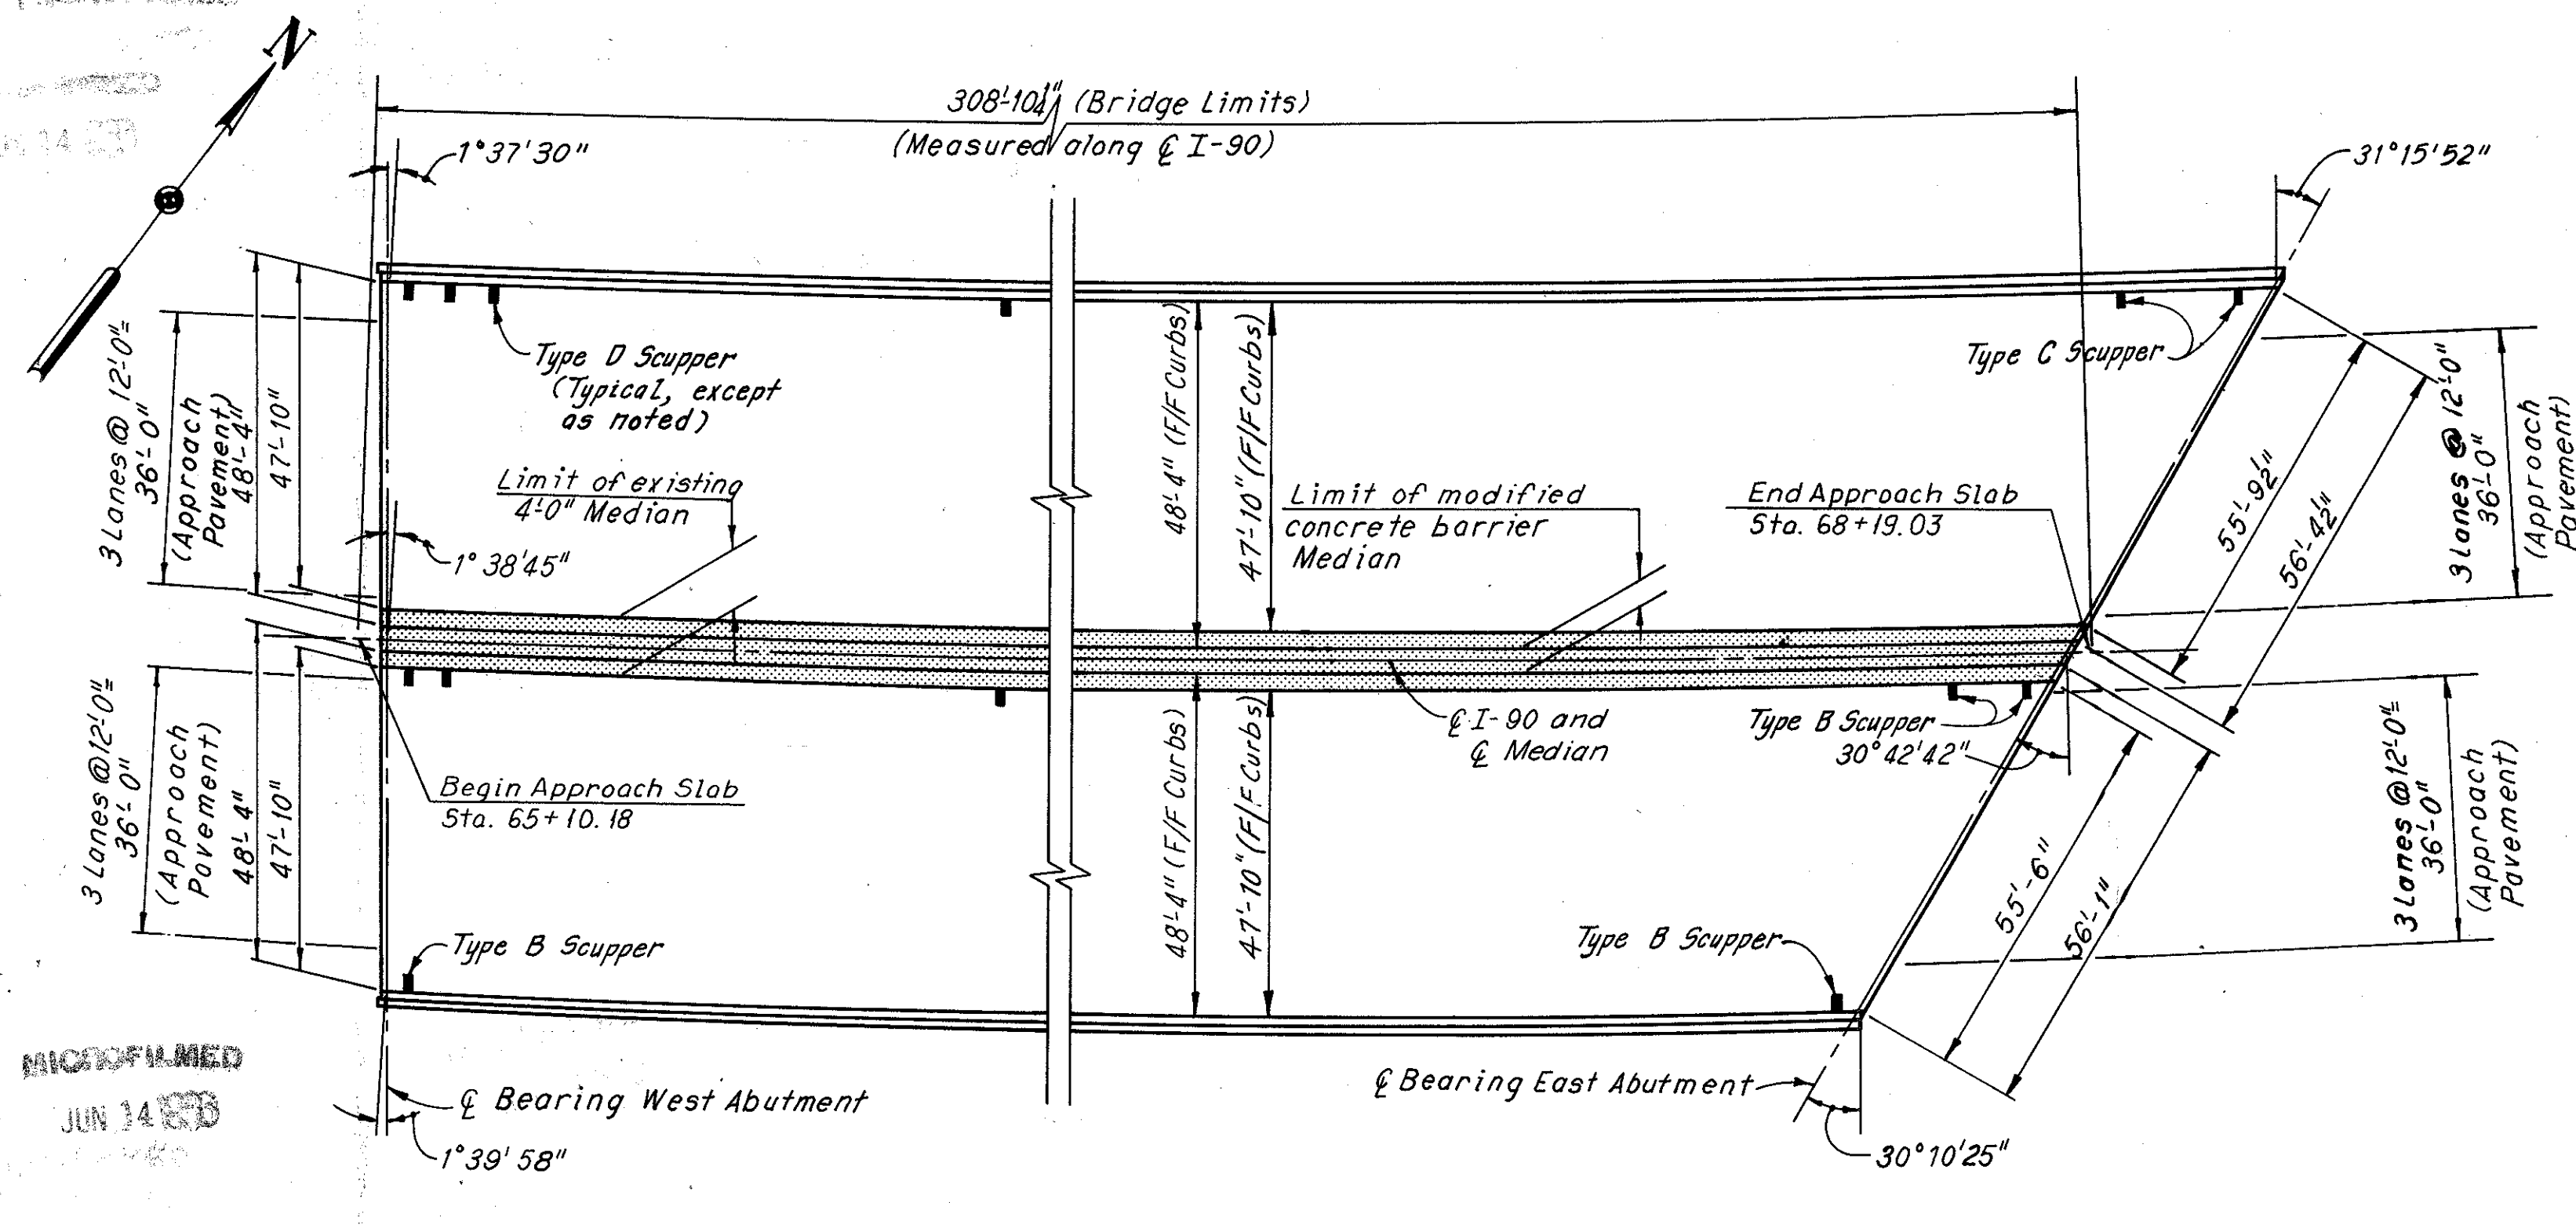 N
308'-10¼" (Bridge Limits)
(Measured along ℄ I-90)
1°37'30"
31°15'52"
Type D Scupper
(Typical, except
as noted)
Type C Scupper
3 Lanes @ 12'-0"=
36'-0"
(Approach
Pavement)
48'-4"
47'-10"
48'-4" (F/F Curbs)
47'-10" (F/F Curbs)
Limit of existing
4'-0" Median
Limit of modified
concrete barrier
Median
End Approach Slab
Sta. 68+19.03
1°38'45"
55'-9½"
56'-4½"
3 Lanes @ 12'-0"
36'-0"
(Approach
Pavement)
℄ I-90 and
℄ Median
Type B Scupper
30°42'42"
Begin Approach Slab
Sta. 65+10.18
3 Lanes @ 12'-0"=
36'-0"
(Approach
Pavement)
48'-4"
47'-10"
48'-4" (F/F Curbs)
47'-10" (F/F Curbs)
55'-6"
56'-1"
3 Lanes @ 12'-0"=
36'-0"
(Approach
Pavement)
Type B Scupper
Type B Scupper
℄ Bearing West Abutment
℄ Bearing East Abutment
1°39'58"
30°10'25"
MICROFILMED
JUN 14